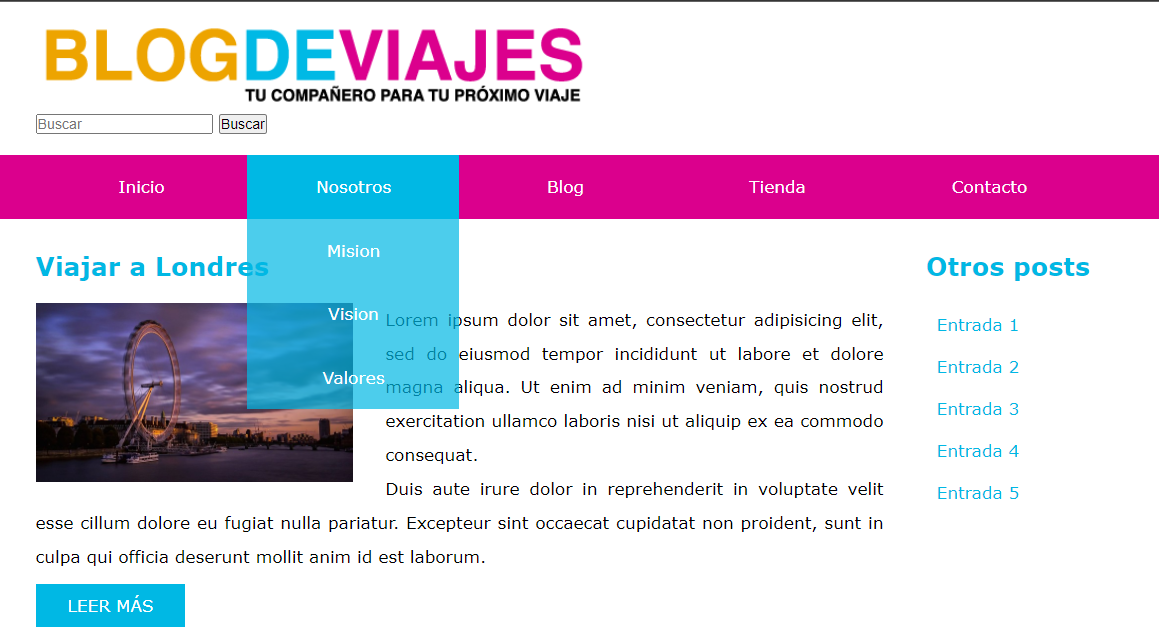 BLOGDEVIAJES
TU COMPAÑERO PARA TU PRÓXIMO VIAJE
Buscar Buscar
Inicio Nosotros Blog Tienda Contacto
Mision
Vision
Valores
Viajar a Londres
Lorem ipsum dolor sit amet, consectetur adipisicing elit,
sed do eiusmod tempor incididunt ut labore et dolore
magna aliqua. Ut enim ad minim veniam, quis nostrud
exercitation ullamco laboris nisi ut aliquip ex ea commodo
consequat.
Duis aute irure dolor in reprehenderit in voluptate velit
esse cillum dolore eu fugiat nulla pariatur. Excepteur sint occaecat cupidatat non proident, sunt in
culpa qui officia deserunt mollit anim id est laborum.
LEER MÁS
Otros posts
Entrada 1
Entrada 2
Entrada 3
Entrada 4
Entrada 5